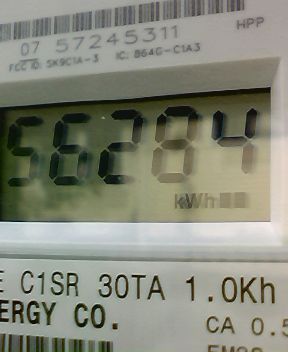 HPP
07 57245311
FCC ID: SK9C1A-3 IC: 864G-C1A3
56284
kWh
E C1SR 30TA 1.0Kh
ERGY CO.
CA 0.5